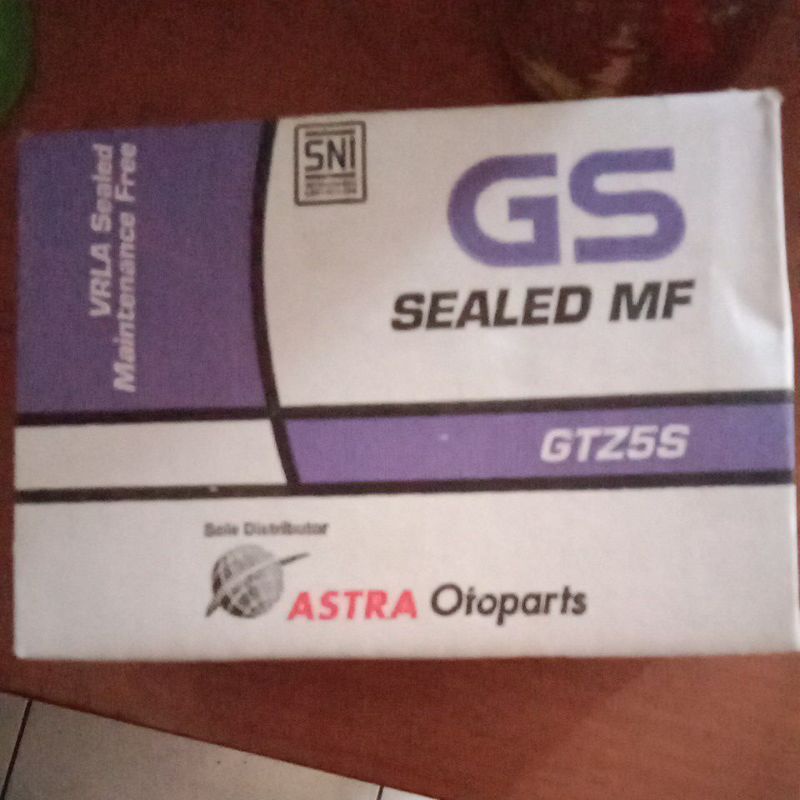 VRLA Sealed
Maintenance Free
SNI
GS
SEALED MF
GTZ5S
Sole Distributor
ASTRA Otoparts